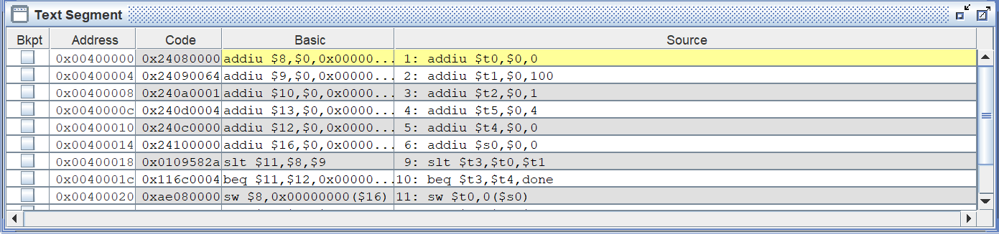 Text Segment
Bkpt Address Code Basic Source
0x00400000 0x24080000 addiu $8,$0,0x00000... 1: addiu $t0,$0,0
0x00400004 0x24090064 addiu $9,$0,0x00000... 2: addiu $t1,$0,100
0x00400008 0x240a0001 addiu $10,$0,0x0000... 3: addiu $t2,$0,1
0x0040000c 0x240d0004 addiu $13,$0,0x0000... 4: addiu $t5,$0,4
0x00400010 0x240c0000 addiu $12,$0,0x0000... 5: addiu $t4,$0,0
0x00400014 0x24100000 addiu $16,$0,0x0000... 6: addiu $s0,$0,0
0x00400018 0x0109582a slt $11,$8,$9 9: slt $t3,$t0,$t1
0x0040001c 0x116c0004 beq $11,$12,0x00000... 10: beq $t3,$t4,done
0x00400020 0xae080000 sw $8,0x00000000($16) 11: sw $t0,0($s0)